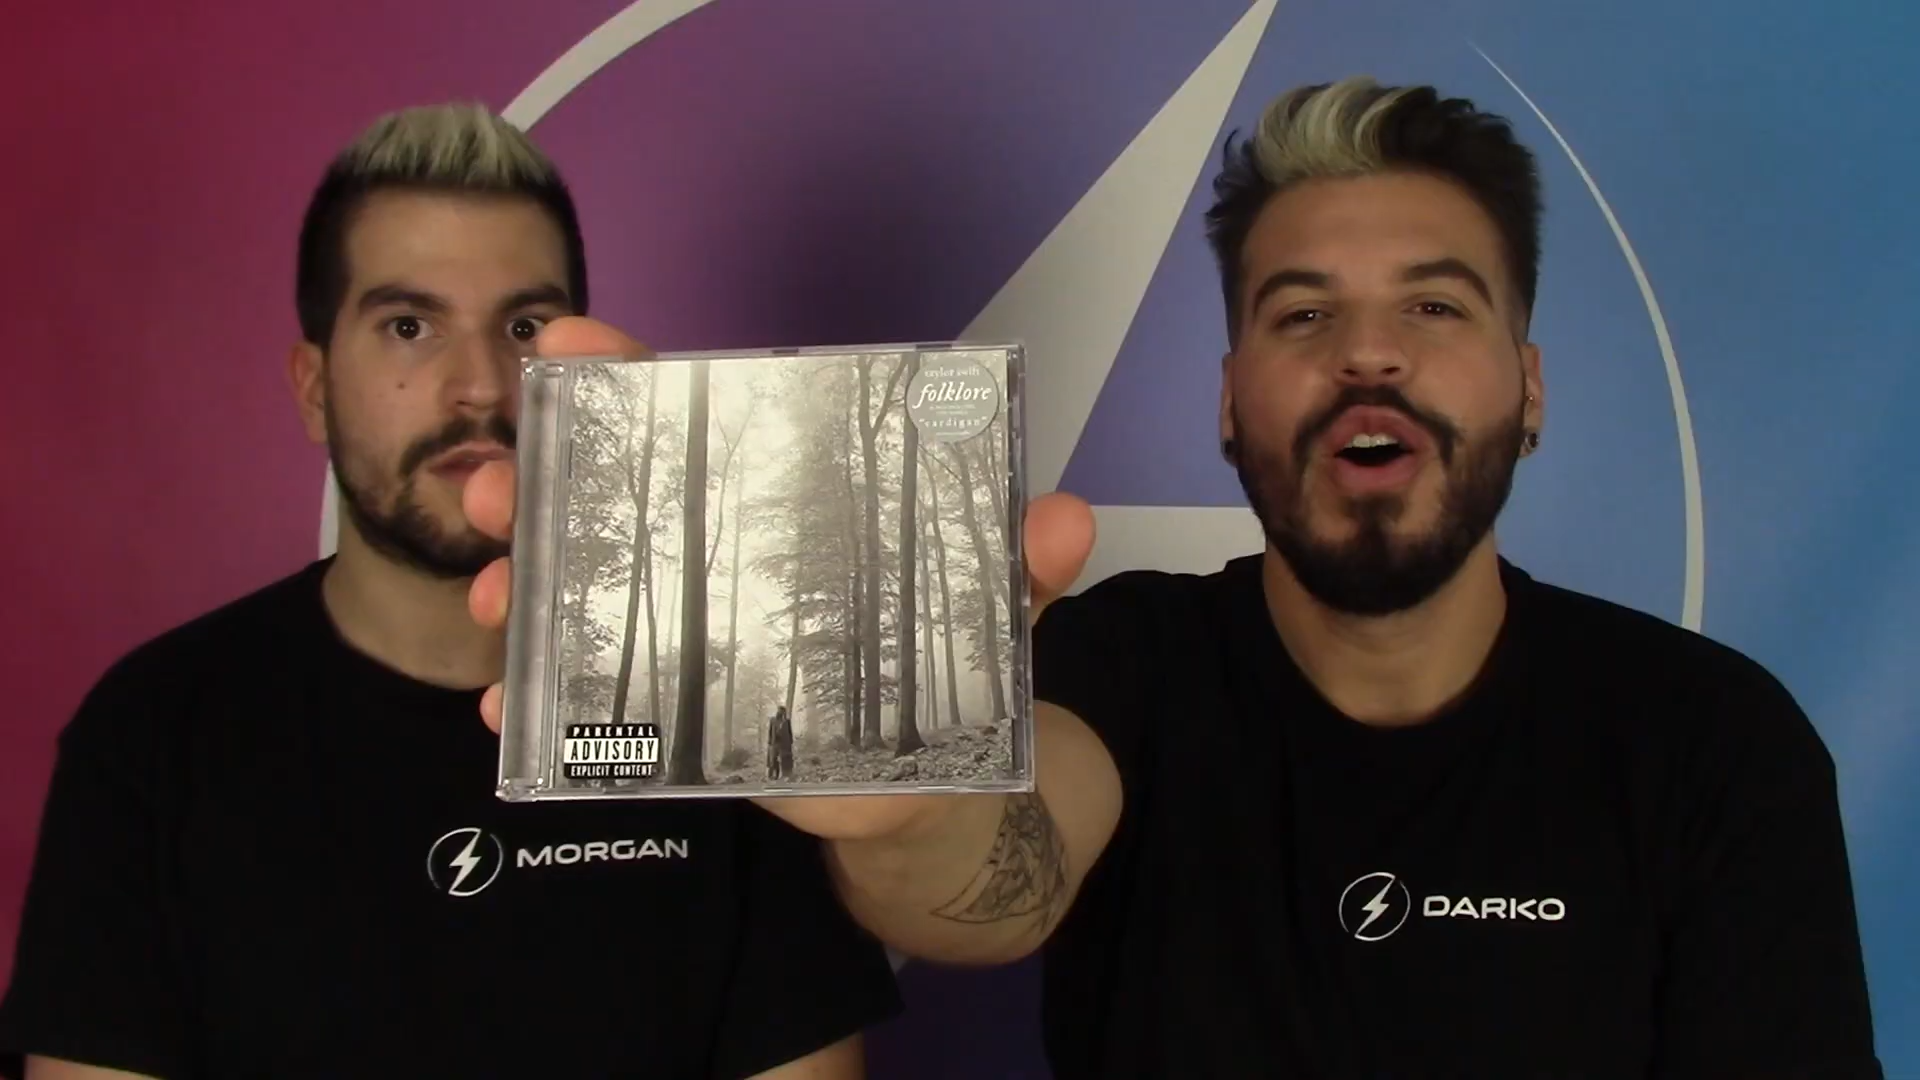 taylor swift
folklore
"cardigan"
PARENTAL
ADVISORY
EXPLICIT CONTENT
MORGAN
DARKO